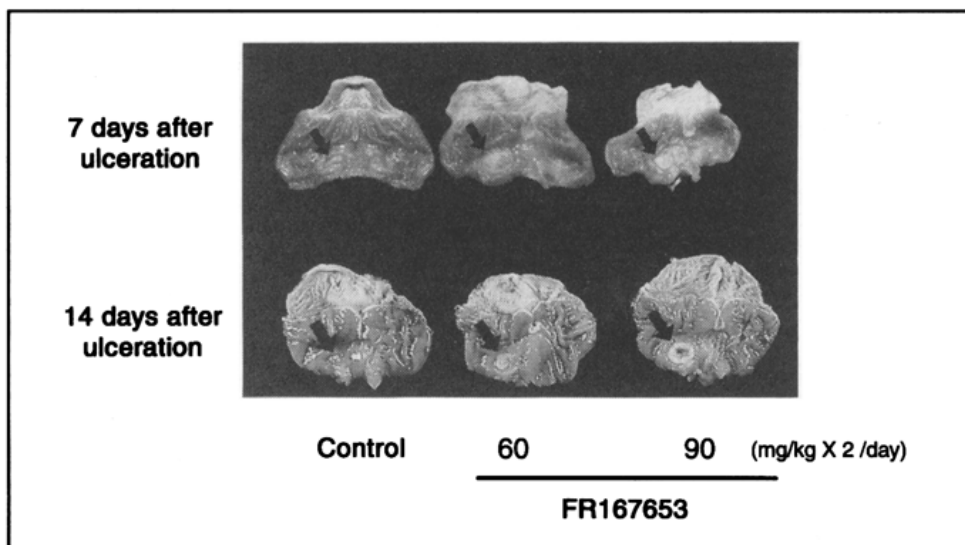 7 days after
ulceration
14 days after
ulceration
Control 60 90 (mg/kg X 2 /day)
FR167653